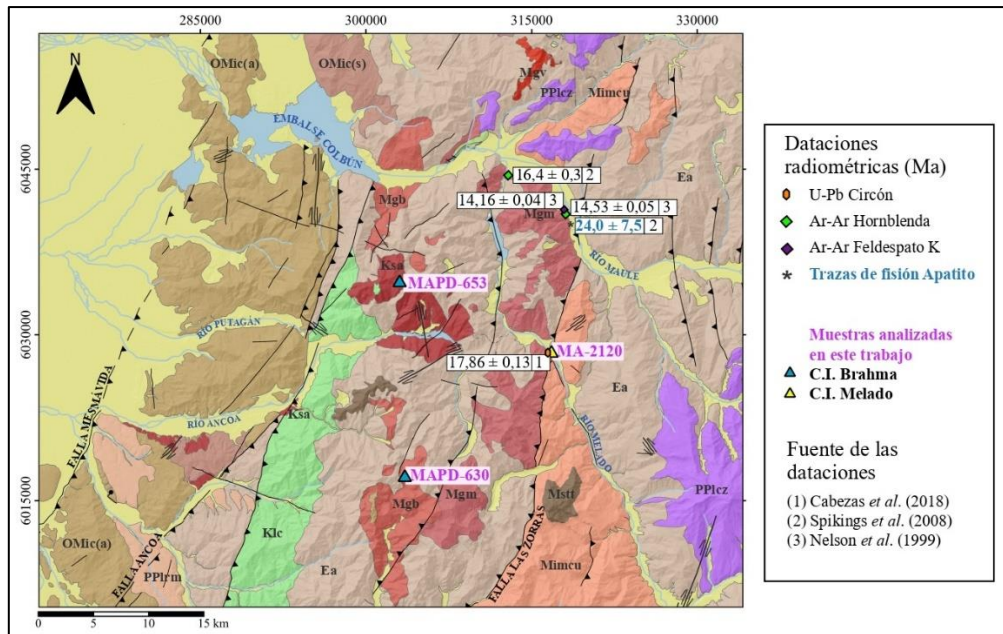 285000 300000 315000 330000
N
OMic(a)
OMic(s)
Mgv
PPlcz
Mimcu
EMBALSE COLBÚN
Ea
6045000
6045000
16,4 ± 0,3 2
Mgb
14,16 ± 0,04 3
14,53 ± 0,05 3
Mgm
24,0 ± 7,5 2
RÍO MAULE
Ksa
MAPD-653
RÍO PUTAGÁN
6030000
6030000
MA-2120
17,86 ± 0,13 1
Ea
FALLA MESMÁVIDA
RÍO ANCOA
Ksa
RÍO MELADO
MAPD-630
Mgb
Mgm
Mstt
PPlcz
6015000
6015000
Klc
OMic(a)
FALLA ANCOA
PPlrm
Ea
FALLA LAS ZORRAS
Mimcu
0 5 10 15 km
Dataciones
radiométricas (Ma)
U-Pb Circón
Ar-Ar Hornblenda
Ar-Ar Feldespato K
* Trazas de fisión Apatito
Muestras analizadas
en este trabajo
C.I. Brahma
C.I. Melado
Fuente de las
dataciones
(1) Cabezas et al. (2018)
(2) Spikings et al. (2008)
(3) Nelson et al. (1999)